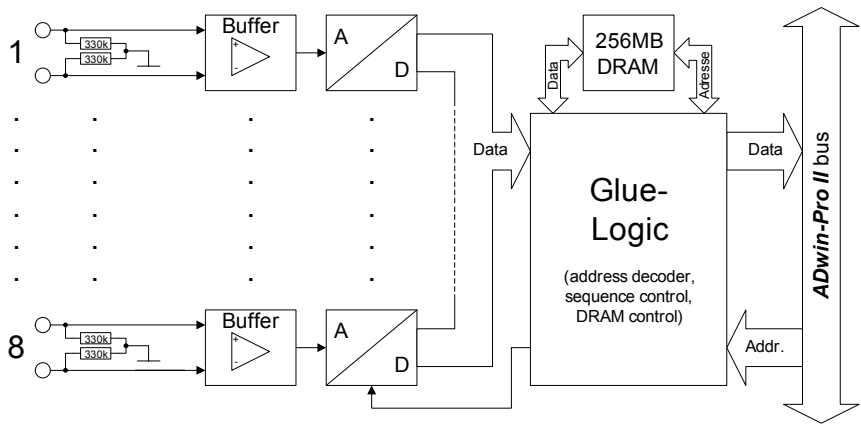 1
330k
330k
Buffer
+
-
A
D
256MB
DRAM
Data
Adresse
Data
Glue-
Logic
(address decoder,
sequence control,
DRAM control)
Data
ADwin-Pro II bus
8
330k
330k
Buffer
+
-
A
D
Addr.